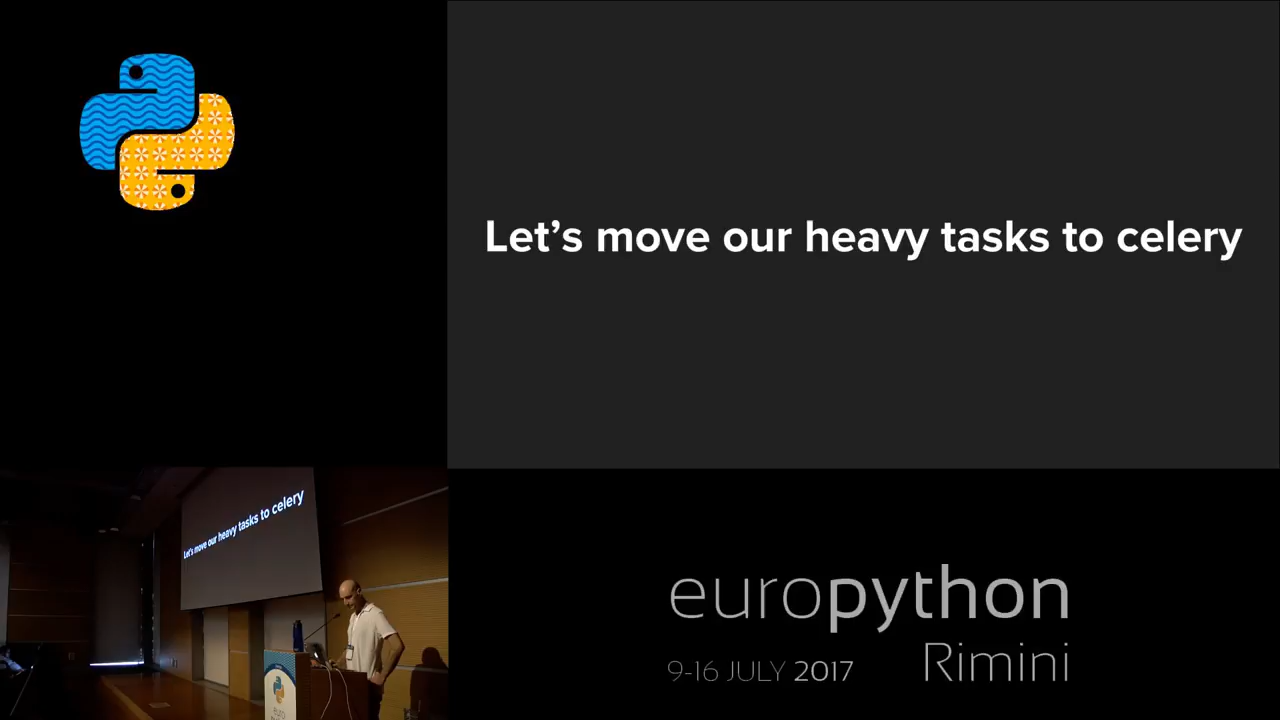 Let's move our heavy tasks to celery
Let's move our heavy tasks to celery
europython
9-16 JULY 2017
Rimini